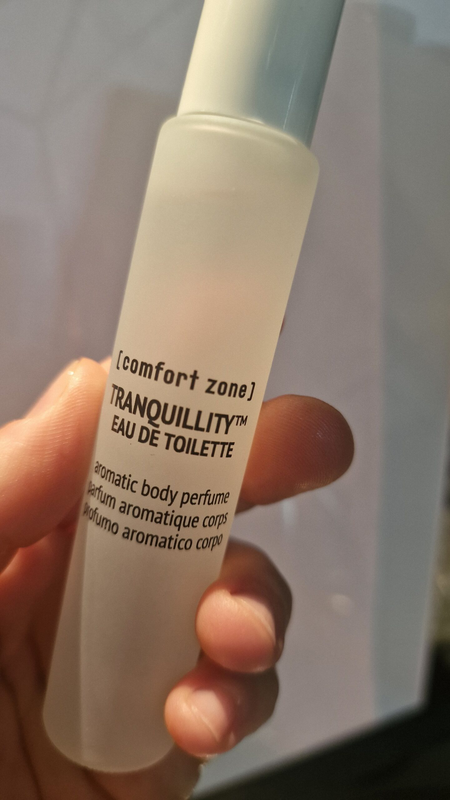 [comfort zone]
TRANQUILLITY™
EAU DE TOILETTE
aromatic body perfume
parfum aromatique corps
profumo aromatico corpo